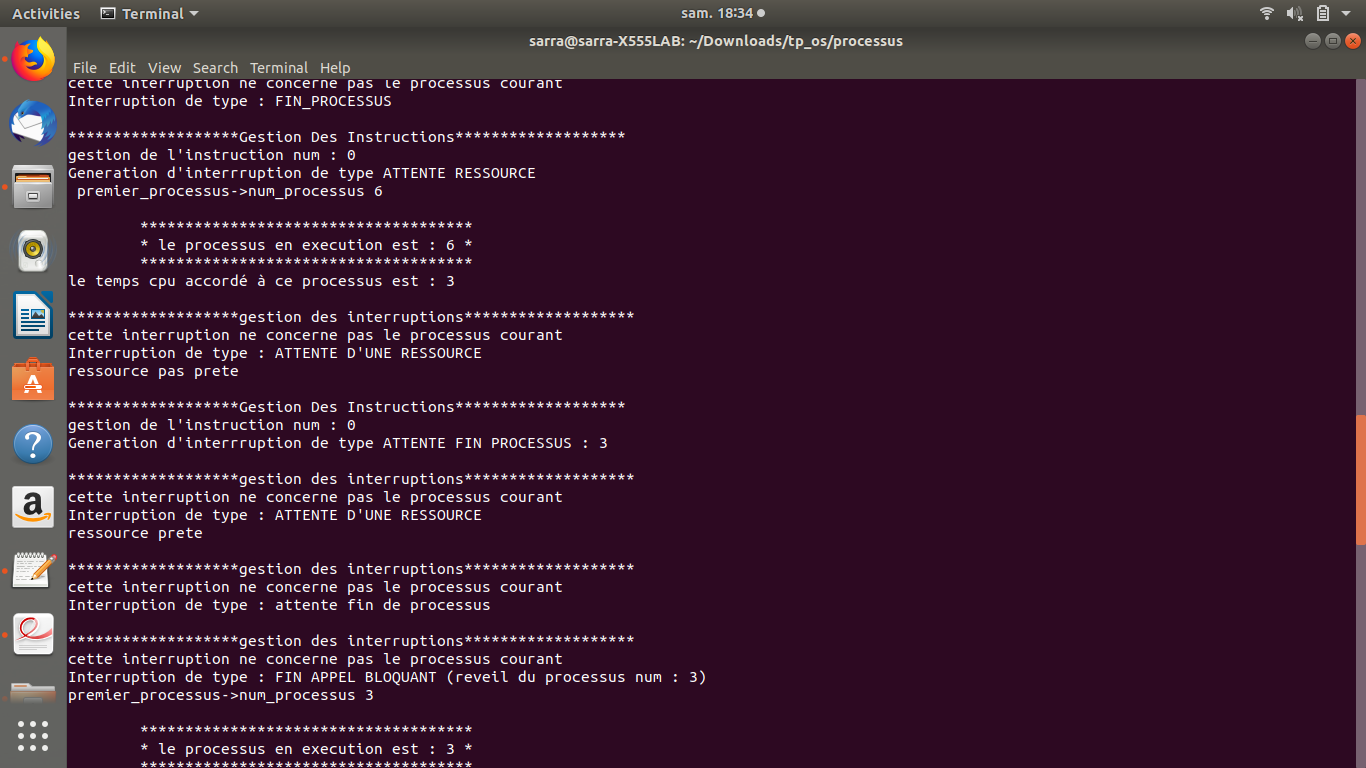 Activities Terminal sam. 18:34
sarra@sarra-X555LAB: ~/Downloads/tp_os/processus
File Edit View Search Terminal Help
cette interruption ne concerne pas le processus courant
Interruption de type : FIN_PROCESSUS
*******************Gestion Des Instructions*******************
gestion de l'instruction num : 0
Generation d'interrruption de type ATTENTE RESSOURCE
premier_processus->num_processus 6
*************************************
* le processus en execution est : 6 *
*************************************
le temps cpu accordé à ce processus est : 3
*******************gestion des interruptions*******************
cette interruption ne concerne pas le processus courant
Interruption de type : ATTENTE D'UNE RESSOURCE
ressource pas prete
*******************Gestion Des Instructions*******************
gestion de l'instruction num : 0
Generation d'interrruption de type ATTENTE FIN PROCESSUS : 3
*******************gestion des interruptions*******************
cette interruption ne concerne pas le processus courant
Interruption de type : ATTENTE D'UNE RESSOURCE
ressource prete
*******************gestion des interruptions*******************
cette interruption ne concerne pas le processus courant
Interruption de type : attente fin de processus
*******************gestion des interruptions*******************
cette interruption ne concerne pas le processus courant
Interruption de type : FIN APPEL BLOQUANT (reveil du processus num : 3)
premier_processus->num_processus 3
*************************************
* le processus en execution est : 3 *
*************************************